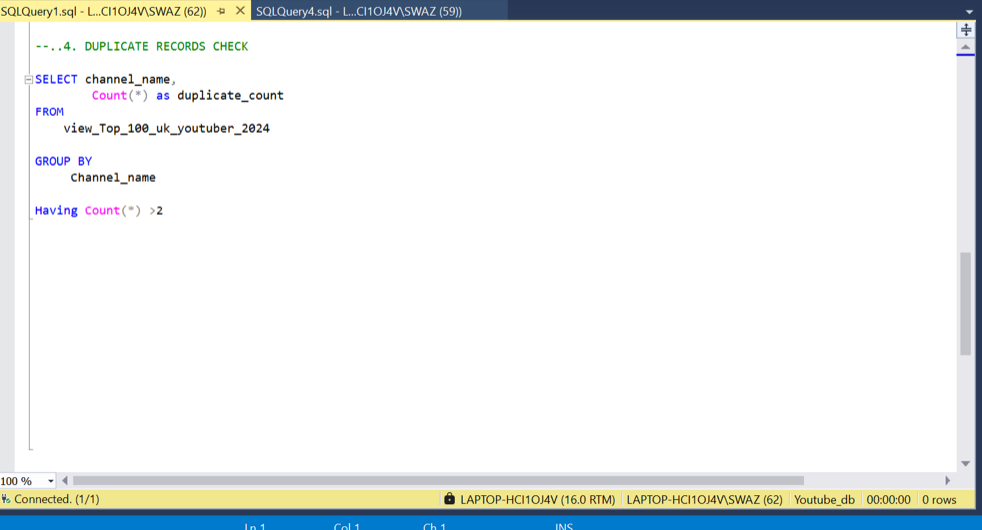 SQLQuery1.sql - L...CI1OJ4V\SWAZ (62)) SQLQuery4.sql - L...CI1OJ4V\SWAZ (59))
--..4. DUPLICATE RECORDS CHECK
SELECT channel_name,
Count(*) as duplicate_count
FROM
view_Top_100_uk_youtuber_2024
GROUP BY
Channel_name
Having Count(*) >2
100 %
Connected. (1/1) LAPTOP-HCI1OJ4V (16.0 RTM) LAPTOP-HCI1OJ4V\SWAZ (62) Youtube_db 00:00:00 0 rows
Ln 1 Col 1 Ch 1 INS